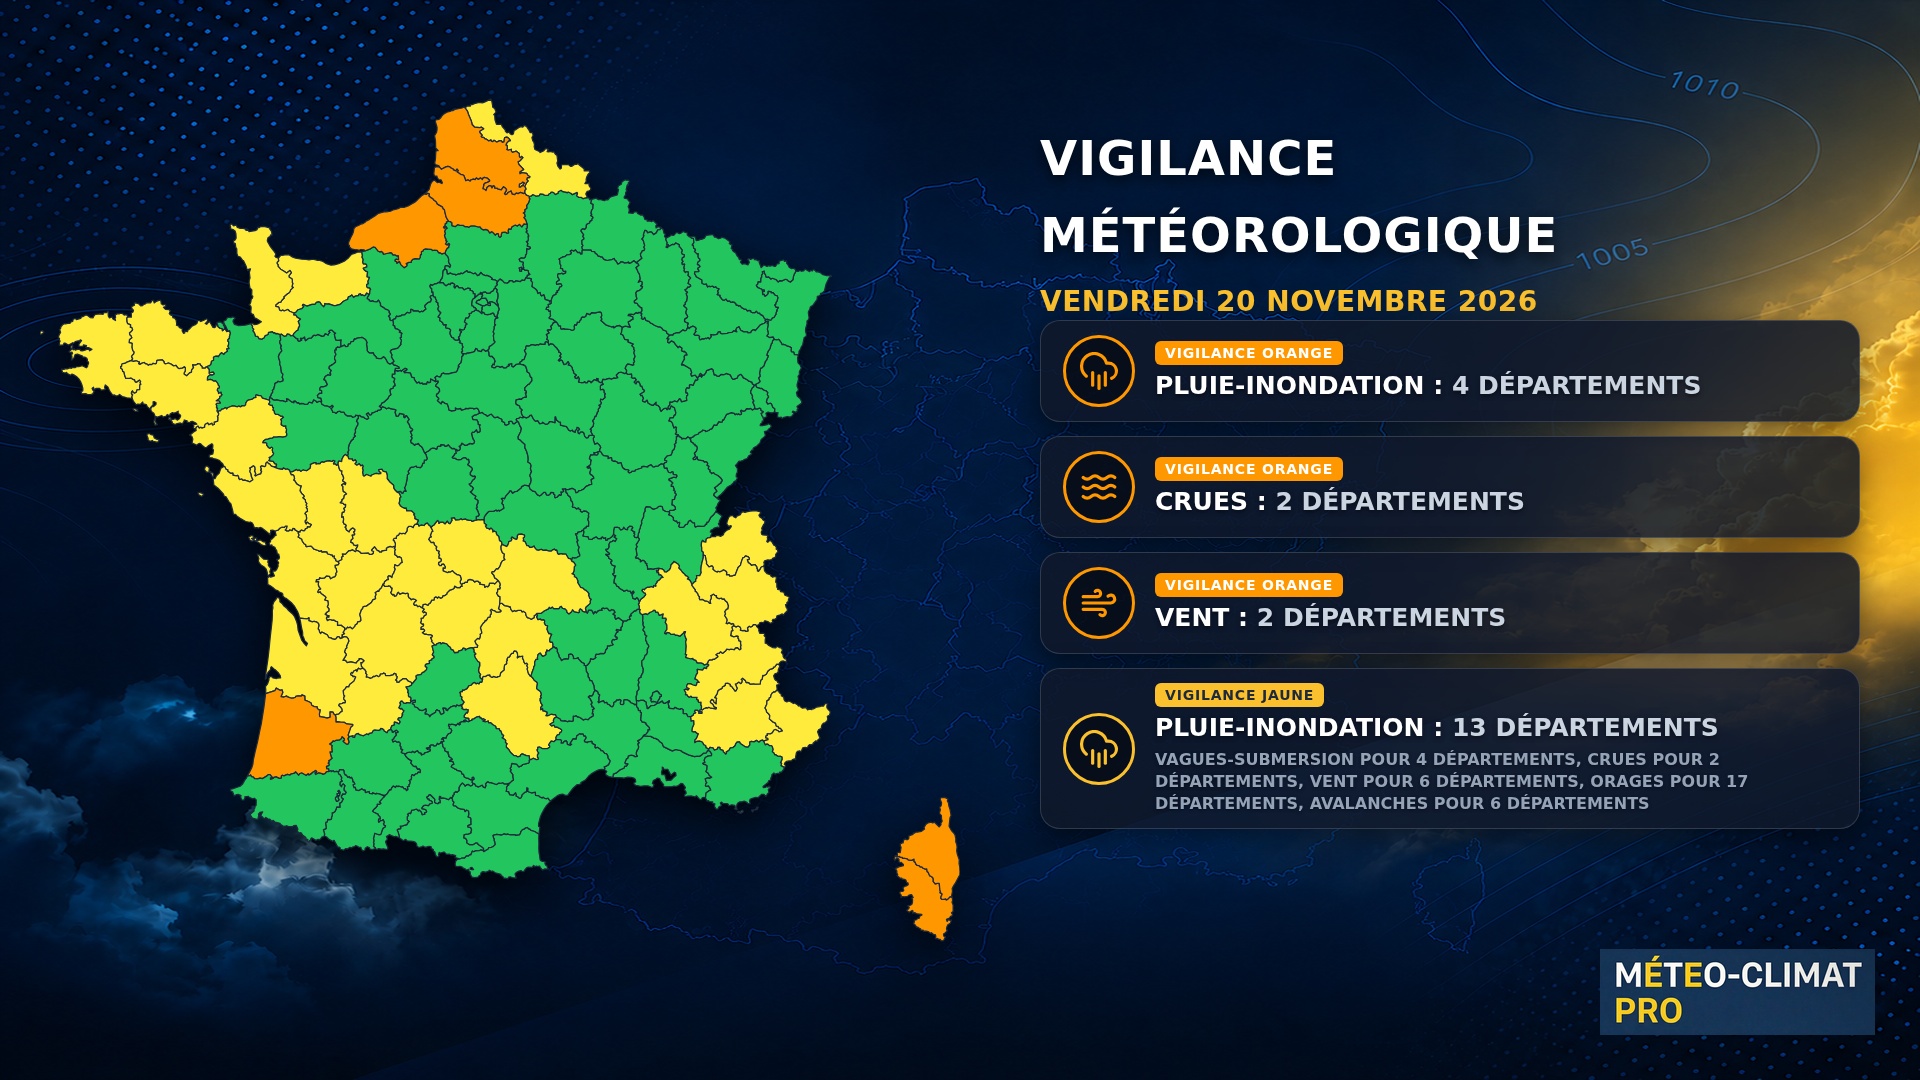 1010
VIGILANCE
MÉTÉOROLOGIQUE
1005
VENDREDI 20 NOVEMBRE 2026
VIGILANCE ORANGE
PLUIE-INONDATION : 4 DÉPARTEMENTS
VIGILANCE ORANGE
CRUES : 2 DÉPARTEMENTS
VIGILANCE ORANGE
VENT : 2 DÉPARTEMENTS
VIGILANCE JAUNE
PLUIE-INONDATION : 13 DÉPARTEMENTS
VAGUES-SUBMERSION POUR 4 DÉPARTEMENTS, CRUES POUR 2
DÉPARTEMENTS, VENT POUR 6 DÉPARTEMENTS, ORAGES POUR 17
DÉPARTEMENTS, AVALANCHES POUR 6 DÉPARTEMENTS
MÉTEO-CLIMAT
PRO